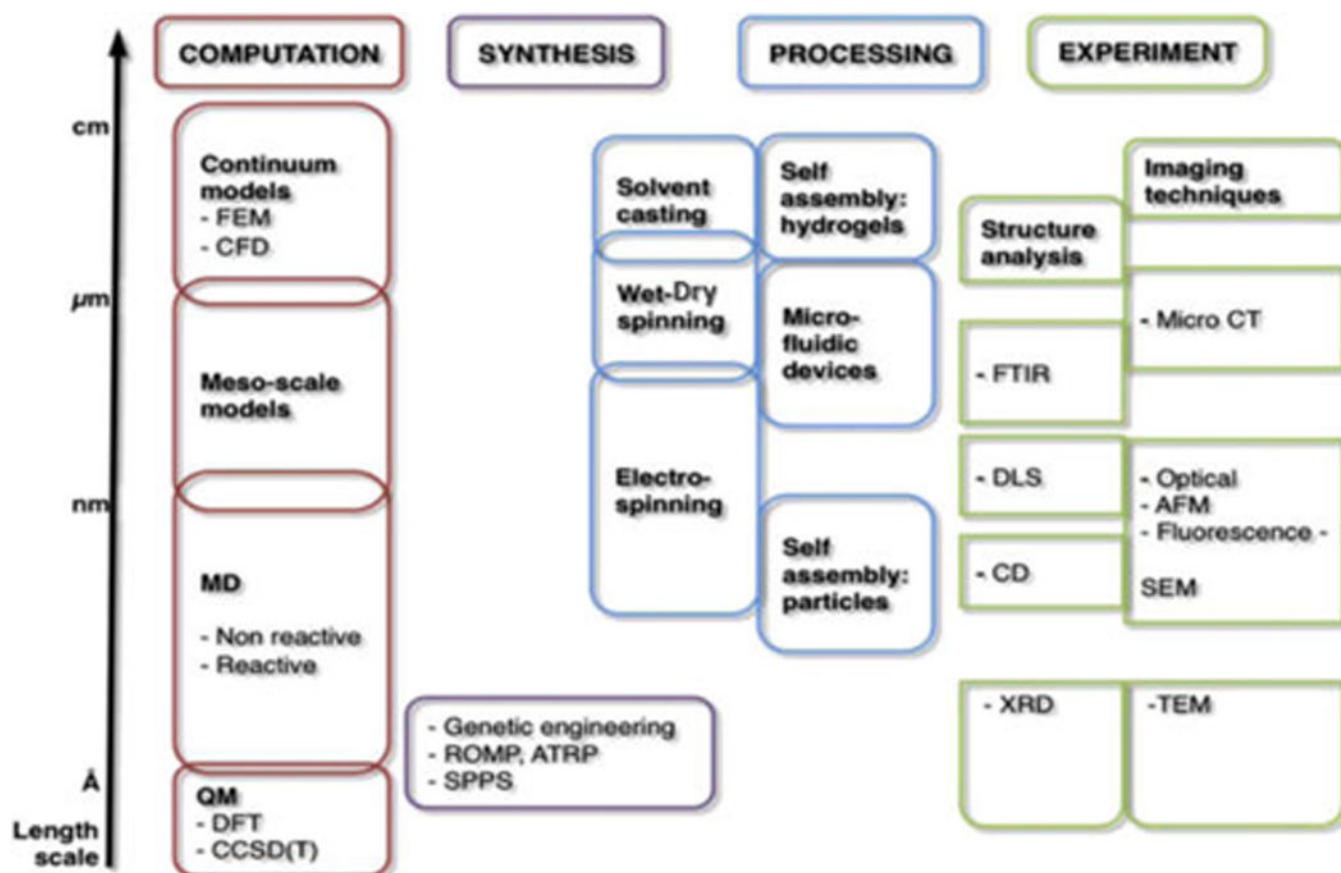 COMPUTATION
SYNTHESIS
PROCESSING
EXPERIMENT
cm
µm
nm
Å
Length
scale
Continuum
models
- FEM
- CFD
Meso-scale
models
MD
- Non reactive
- Reactive
QM
- DFT
- CCSD(T)
- Genetic engineering
- ROMP, ATRP
- SPPS
Solvent
casting
Wet-Dry
spinning
Electro-
spinning
Self
assembly:
hydrogels
Micro-
fluidic
devices
Self
assembly:
particles
Structure
analysis
- FTIR
- DLS
- CD
- XRD
Imaging
techniques
- Micro CT
- Optical
- AFM
- Fluorescence -
SEM
-TEM